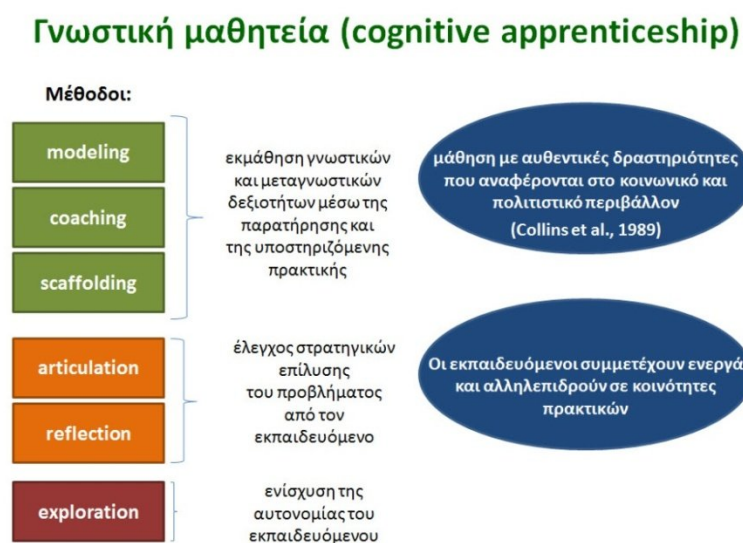 Γνωστική μαθητεία (cognitive apprenticeship)
Μέθοδοι:
modeling
coaching
scaffolding
εκμάθηση γνωστικών
και μεταγνωστικών
δεξιοτήτων μέσω της
παρατήρησης και
της υποστηριζόμενης
πρακτικής
articulation
reflection
έλεγχος στρατηγικών
επίλυσης
του προβλήματος
από τον
εκπαιδευόμενο
exploration
ενίσχυση της
αυτονομίας του
εκπαιδευόμενου
μάθηση με αυθεντικές δραστηριότητες
που αναφέρονται στο κοινωνικό και
πολιτιστικό περιβάλλον
(Collins et al., 1989)
Οι εκπαιδευόμενοι συμμετέχουν ενεργά
και αλληλεπιδρούν σε κοινότητες
πρακτικών